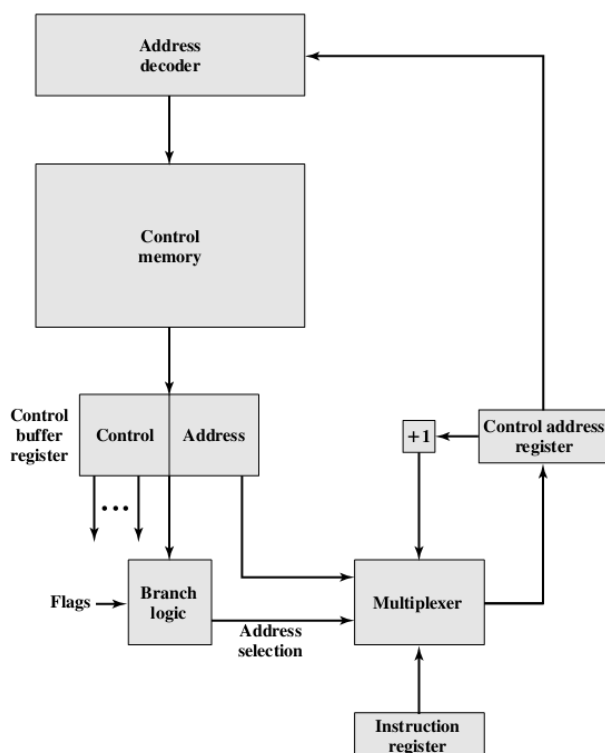 Address
decoder
Control
memory
Control
buffer
register
Control
Address
+1
Control address
register
Flags
Branch
logic
Address
selection
Multiplexer
Instruction
register